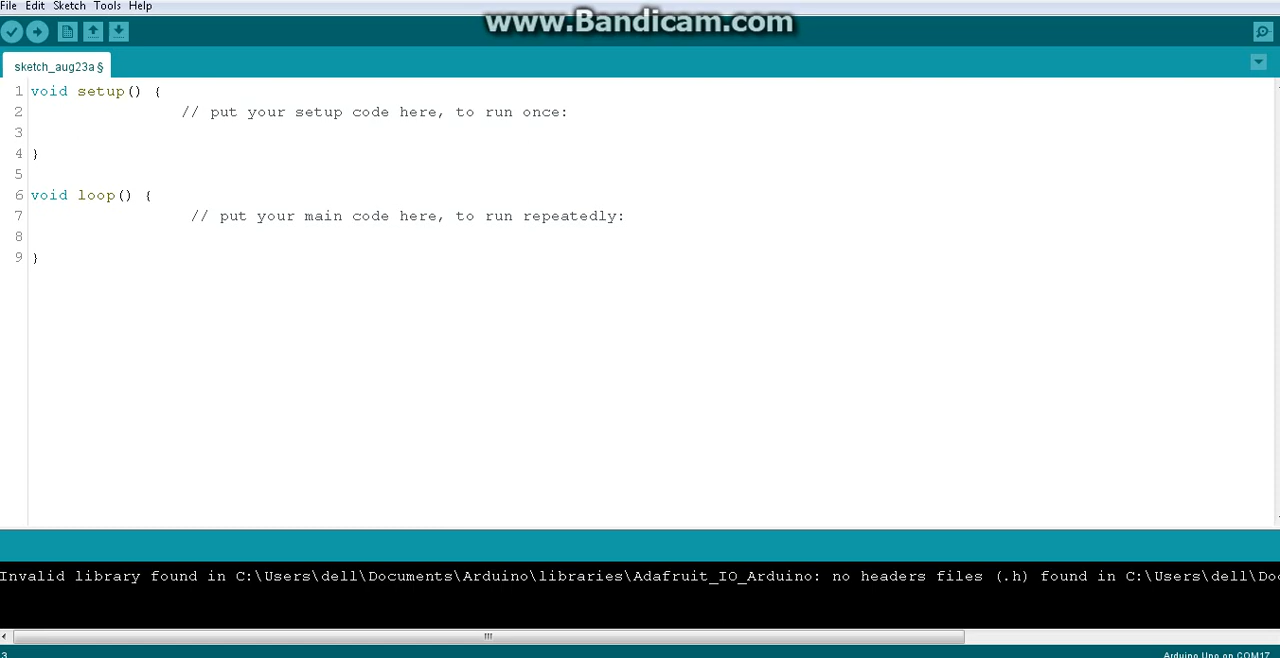 www.Bandicam.com
File Edit Sketch Tools Help
sketch_aug23a §
1 void setup() {
2 // put your setup code here, to run once:
3
4 }
5
6 void loop() {
7 // put your main code here, to run repeatedly:
8
9 }
Invalid library found in C:\Users\dell\Documents\Arduino\libraries\Adafruit_IO_Arduino: no headers files (.h) found in C:\Users\dell\Doc
3 Arduino Uno on COM17